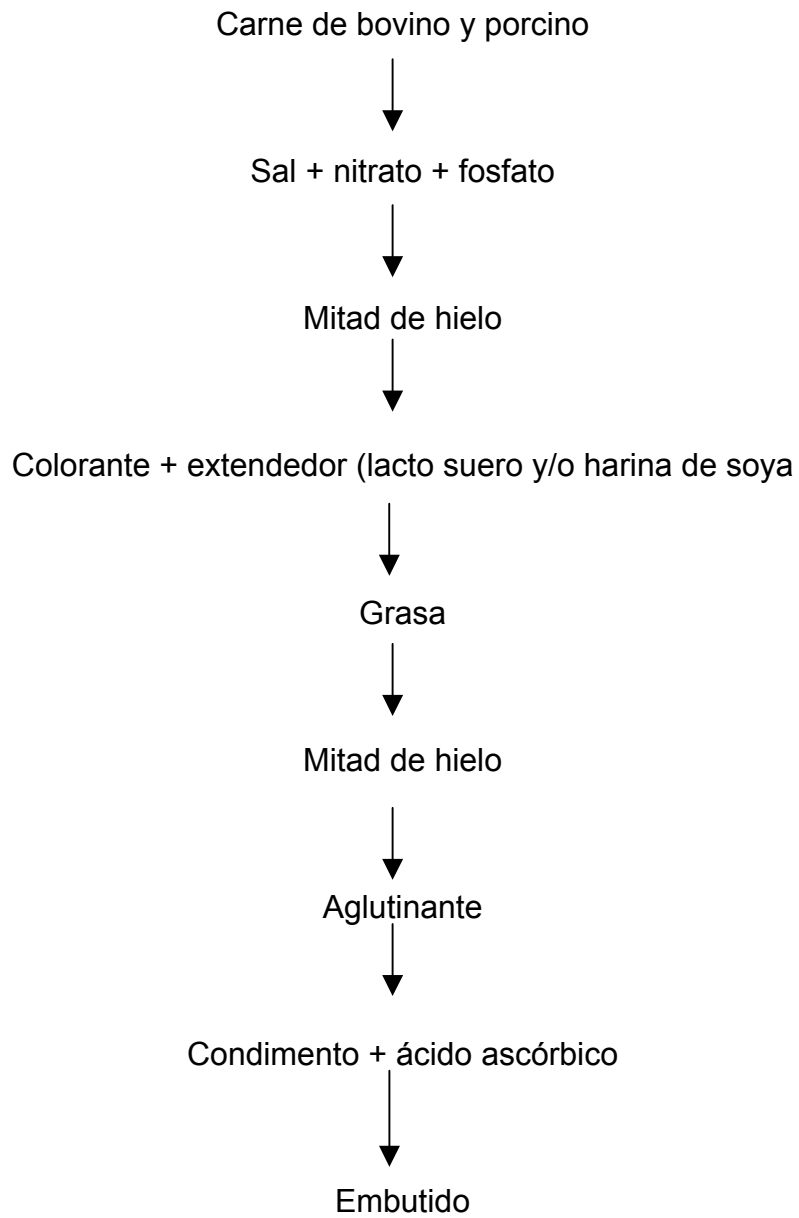 Carne de bovino y porcino
Sal + nitrato + fosfato
Mitad de hielo
Colorante + extendedor (lacto suero y/o harina de soya
Grasa
Mitad de hielo
Aglutinante
Condimento + ácido ascórbico
Embutido